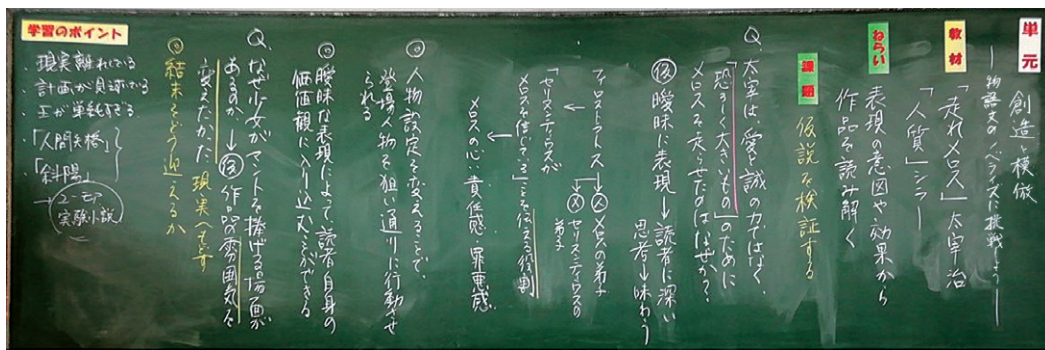 単元
創造と模倣
―物語文の「ヘラブス」に挑戦しよう―
教材
「走れメロス」太宰治
「人質」シラー
ねらい
表現の意図や効果から
作品を読み解く
課題
仮説を検証する
Q.
太宰は、愛と誠の力ではなく、
「恐ろしく大きいもの」のために
メロスを走らせたのはなぜか?
仮
曖昧に表現→読者に深い
思考→味わう
フィロストラトス
メロスの弟子
セリヌンティウスの
弟子
「セリヌンティウスが
メロスを信じている」ことを伝える役割
メロスの心…責任感・罪悪感
◎人物設定を変えることで、
登場人物を狙い通りに行動させ
られる
◎曖昧な表現によって、読者自身の
価値観に入り込むことができる
Q.
なぜ少女がマントを捧げる場面が
あるのか→仮 作品の雰囲気を
変えたかった 現実へもどす
◎結末をどう迎えるか
学習のポイント
・現実離れしている
・計画が見透いている
・王が単純すぎる
「人間失格」
「斜陽」
→ユーモア
実験小説